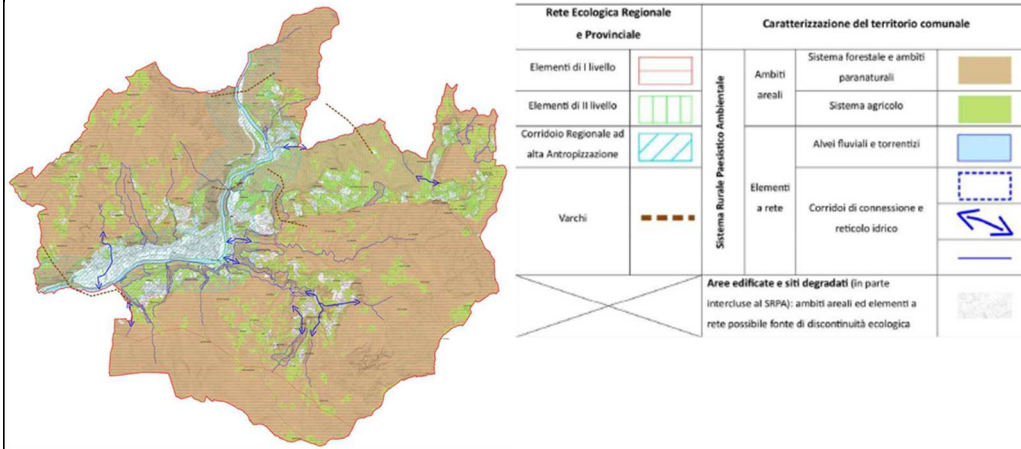 Rete Ecologica Regionale
e Provinciale
Caratterizzazione del territorio comunale
Elementi di I livello
Elementi di II livello
Corridoio Regionale ad
alta Antropizzazione
Varchi
Sistema Rurale Paesistico Ambientale
Ambiti
areali
Sistema forestale e ambiti
paranaturali
Sistema agricolo
Elementi
a rete
Alvei fluviali e torrentizi
Corridoi di connessione e
reticolo idrico
Aree edificate e siti degradati (in parte
intercluse al SRPA): ambiti areali ed elementi a
rete possibile fonte di discontinuità ecologica